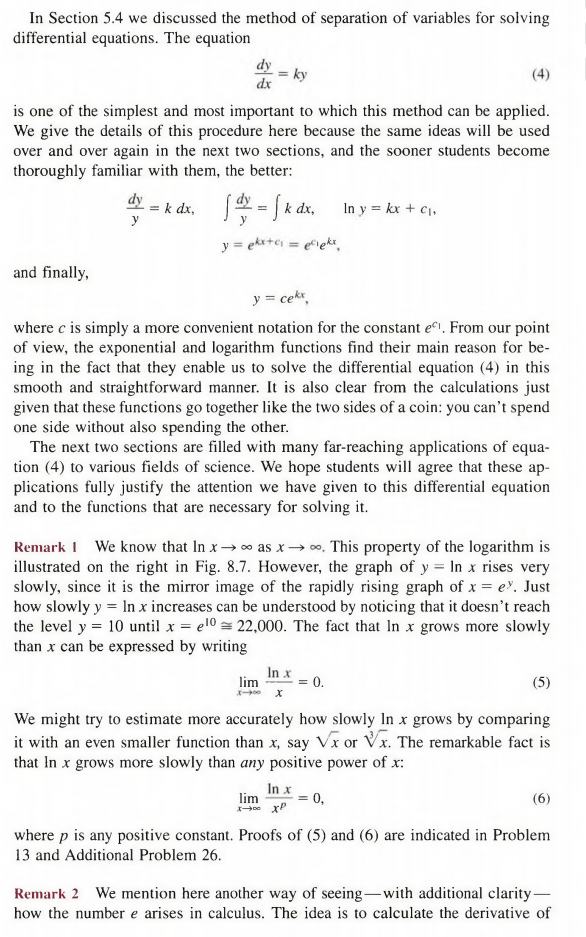 In Section 5.4 we discussed the method of separation of variables for solving
differential equations. The equation
dy/dx = ky (4)
is one of the simplest and most important to which this method can be applied.
We give the details of this procedure here because the same ideas will be used
over and over again in the next two sections, and the sooner students become
thoroughly familiar with them, the better:
dy/y = k dx, ∫ dy/y = ∫ k dx, ln y = kx + c₁,
y = e^(kx+c₁) = e^(c₁)e^(kx),
and finally,
y = ce^(kx),
where c is simply a more convenient notation for the constant e^(c₁). From our point
of view, the exponential and logarithm functions find their main reason for be-
ing in the fact that they enable us to solve the differential equation (4) in this
smooth and straightforward manner. It is also clear from the calculations just
given that these functions go together like the two sides of a coin: you can't spend
one side without also spending the other.
The next two sections are filled with many far-reaching applications of equa-
tion (4) to various fields of science. We hope students will agree that these ap-
plications fully justify the attention we have given to this differential equation
and to the functions that are necessary for solving it.
Remark 1 We know that ln x → ∞ as x → ∞. This property of the logarithm is
illustrated on the right in Fig. 8.7. However, the graph of y = ln x rises very
slowly, since it is the mirror image of the rapidly rising graph of x = e^y. Just
how slowly y = ln x increases can be understood by noticing that it doesn't reach
the level y = 10 until x = e^10 ≅ 22,000. The fact that ln x grows more slowly
than x can be expressed by writing
lim x→∞ ln x/x = 0. (5)
We might try to estimate more accurately how slowly ln x grows by comparing
it with an even smaller function than x, say √x or ∛x. The remarkable fact is
that ln x grows more slowly than any positive power of x:
lim x→∞ ln x/x^p = 0, (6)
where p is any positive constant. Proofs of (5) and (6) are indicated in Problem
13 and Additional Problem 26.
Remark 2 We mention here another way of seeing—with additional clarity—
how the number e arises in calculus. The idea is to calculate the derivative of